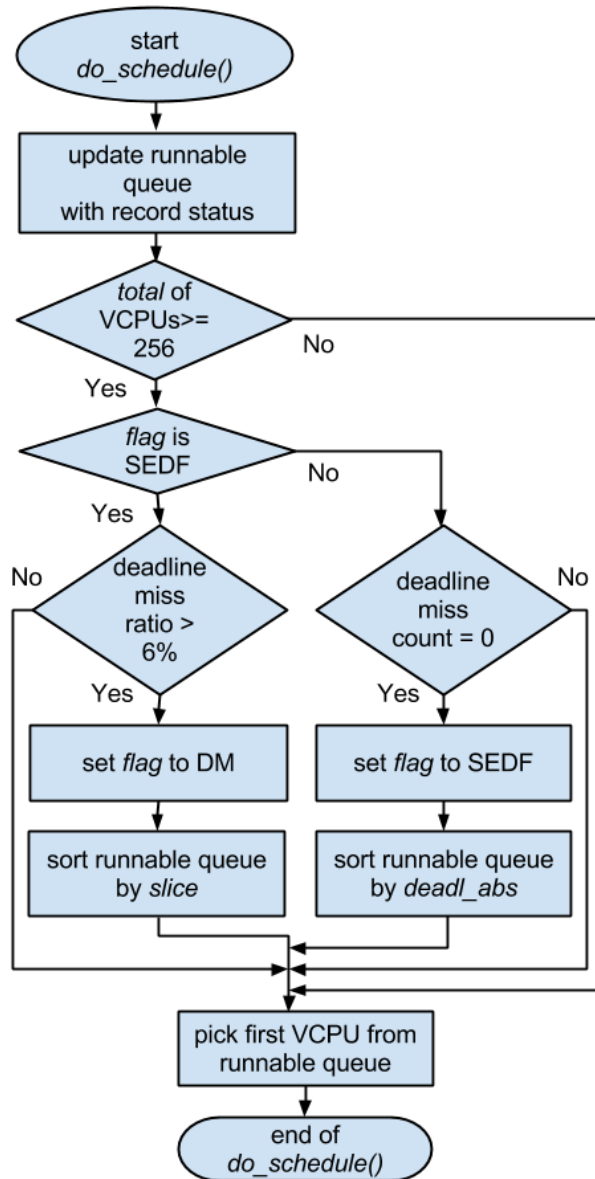 start
do_schedule()
update runnable
queue
with record status
total of
VCPUs>=
256
No
Yes
flag is
SEDF
No
Yes
No
deadline
miss
ratio >
6%
deadline
miss
count = 0
No
Yes
Yes
set flag to DM
set flag to SEDF
sort runnable queue
by slice
sort runnable queue
by deadl_abs
pick first VCPU from
runnable queue
end of
do_schedule()